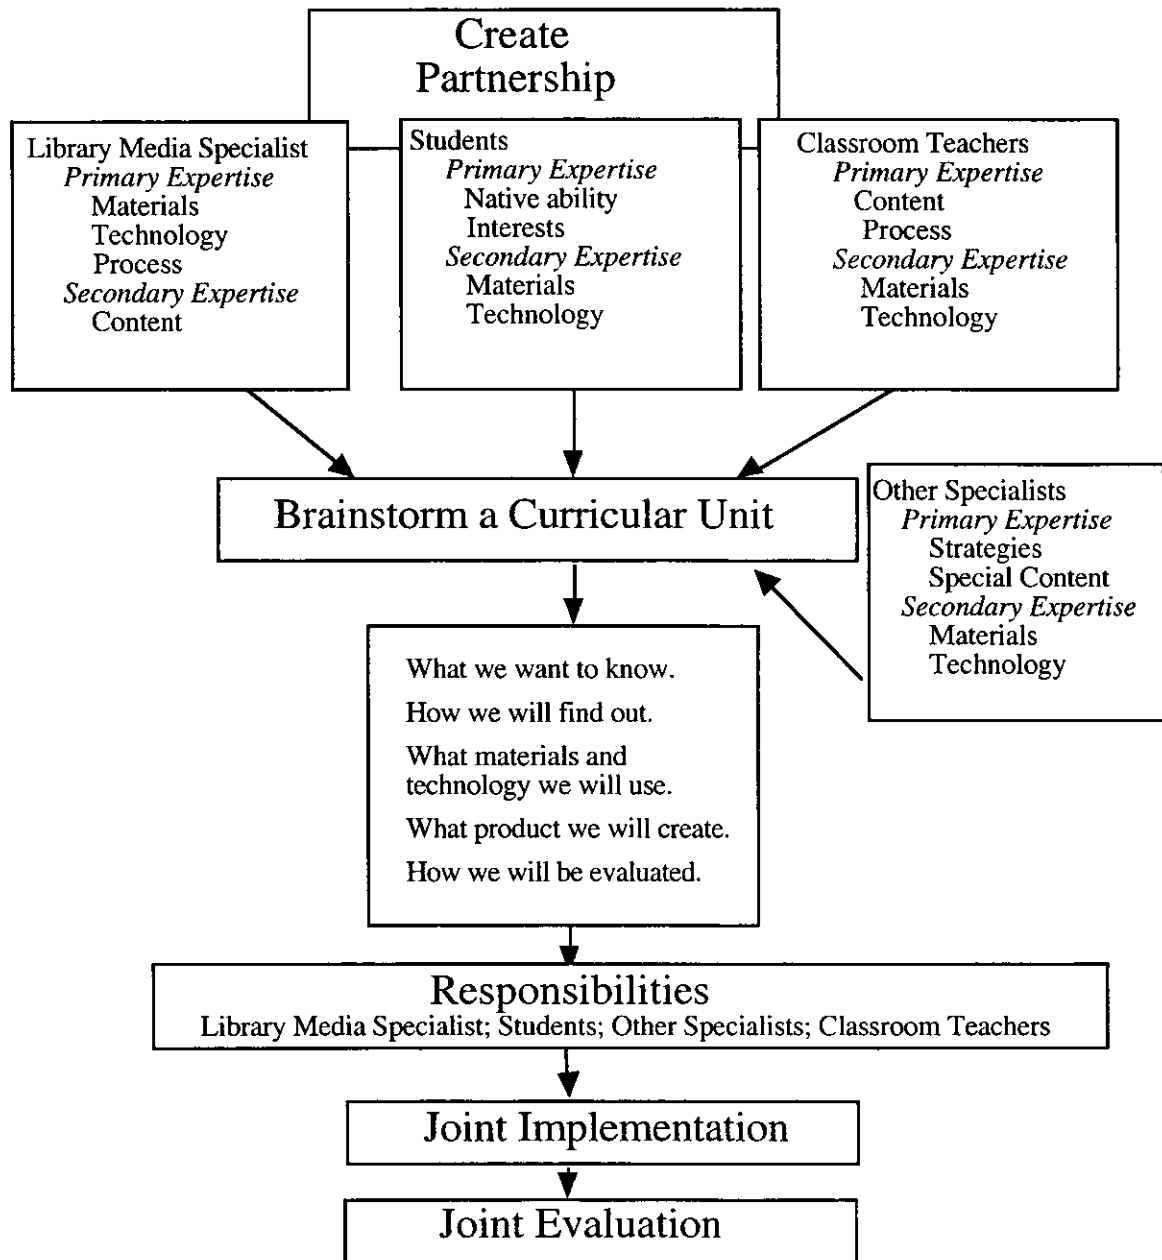 Create
Partnership
Library Media Specialist
Primary Expertise
Materials
Technology
Process
Secondary Expertise
Content
Students
Primary Expertise
Native ability
Interests
Secondary Expertise
Materials
Technology
Classroom Teachers
Primary Expertise
Content
Process
Secondary Expertise
Materials
Technology
Brainstorm a Curricular Unit
Other Specialists
Primary Expertise
Strategies
Special Content
Secondary Expertise
Materials
Technology
What we want to know.
How we will find out.
What materials and
technology we will use.
What product we will create.
How we will be evaluated.
Responsibilities
Library Media Specialist; Students; Other Specialists; Classroom Teachers
Joint Implementation
Joint Evaluation